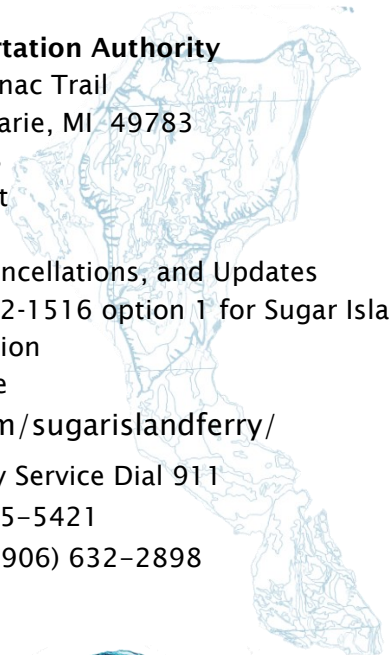 rtation Authority
nac Trail
arie, MI 49783
t
ncellations, and Updates
2-1516 option 1 for Sugar Isla
ion
e
m/sugarislandferry/
y Service Dial 911
5-5421
(906) 632-2898